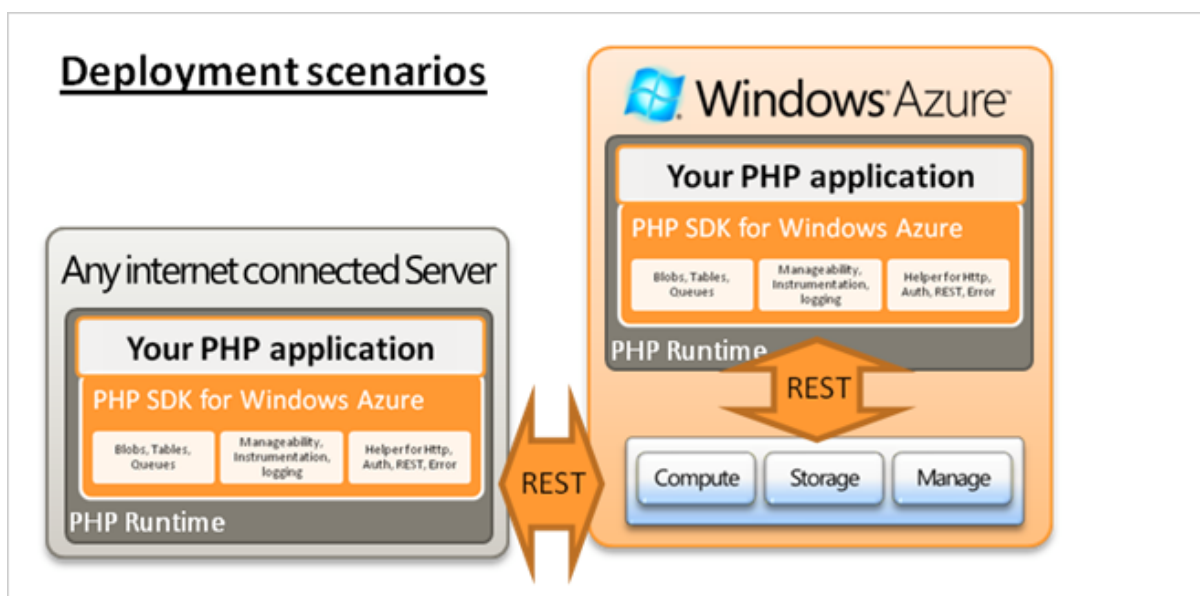 Deployment scenarios
Windows® Azure™
Your PHP application
PHP SDK for Windows Azure
Blobs, Tables,
Queues
Manageability,
Instrumentation,
logging
Helper for Http,
Auth, REST, Error
PHP Runtime
REST
Compute
Storage
Manage
Any internet connected Server
Your PHP application
PHP SDK for Windows Azure
Blobs, Tables,
Queues
Manageability,
Instrumentation,
logging
Helper for Http,
Auth, REST, Error
PHP Runtime
REST